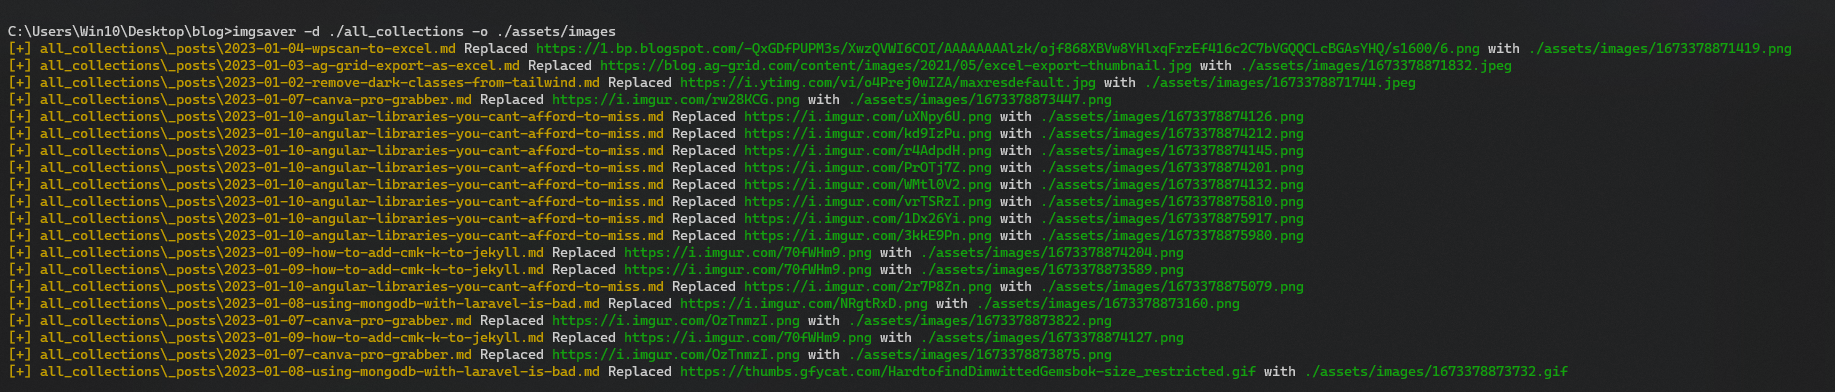 C:\Users\Win10\Desktop\blog>imgsaver -d ./all_collections -o ./assets/images
[+] all_collections\_posts\2023-01-04-wpscan-to-excel.md Replaced https://1.bp.blogspot.com/-QxGDfPUPM3s/XwzQVWI6COI/AAAAAAAAlzk/ojf868XBVw8YHlxqFrzEf416c2C7bVGQQCLcBGAsYHQ/s1600/6.png with ./assets/images/1673378871419.png
[+] all_collections\_posts\2023-01-03-ag-grid-export-as-excel.md Replaced https://blog.ag-grid.com/content/images/2021/05/excel-export-thumbnail.jpg with ./assets/images/1673378871832.jpeg
[+] all_collections\_posts\2023-01-02-remove-dark-classes-from-tailwind.md Replaced https://i.ytimg.com/vi/o4Prej0wIZA/maxresdefault.jpg with ./assets/images/1673378871744.jpeg
[+] all_collections\_posts\2023-01-07-canva-pro-grabber.md Replaced https://i.imgur.com/rw28KCG.png with ./assets/images/1673378873447.png
[+] all_collections\_posts\2023-01-10-angular-libraries-you-cant-afford-to-miss.md Replaced https://i.imgur.com/uXNpy6U.png with ./assets/images/1673378874126.png
[+] all_collections\_posts\2023-01-10-angular-libraries-you-cant-afford-to-miss.md Replaced https://i.imgur.com/kd9IzPu.png with ./assets/images/1673378874212.png
[+] all_collections\_posts\2023-01-10-angular-libraries-you-cant-afford-to-miss.md Replaced https://i.imgur.com/r4AdpdH.png with ./assets/images/1673378874145.png
[+] all_collections\_posts\2023-01-10-angular-libraries-you-cant-afford-to-miss.md Replaced https://i.imgur.com/PrOTj7Z.png with ./assets/images/1673378874201.png
[+] all_collections\_posts\2023-01-10-angular-libraries-you-cant-afford-to-miss.md Replaced https://i.imgur.com/WMtl0V2.png with ./assets/images/1673378874132.png
[+] all_collections\_posts\2023-01-10-angular-libraries-you-cant-afford-to-miss.md Replaced https://i.imgur.com/vrTSRzI.png with ./assets/images/1673378875810.png
[+] all_collections\_posts\2023-01-10-angular-libraries-you-cant-afford-to-miss.md Replaced https://i.imgur.com/1Dx26Yi.png with ./assets/images/1673378875917.png
[+] all_collections\_posts\2023-01-10-angular-libraries-you-cant-afford-to-miss.md Replaced https://i.imgur.com/3kkE9Pn.png with ./assets/images/1673378875980.png
[+] all_collections\_posts\2023-01-09-how-to-add-cmk-k-to-jekyll.md Replaced https://i.imgur.com/70fWHm9.png with ./assets/images/1673378874204.png
[+] all_collections\_posts\2023-01-09-how-to-add-cmk-k-to-jekyll.md Replaced https://i.imgur.com/70fWHm9.png with ./assets/images/1673378873589.png
[+] all_collections\_posts\2023-01-10-angular-libraries-you-cant-afford-to-miss.md Replaced https://i.imgur.com/2r7P8Zn.png with ./assets/images/1673378875079.png
[+] all_collections\_posts\2023-01-08-using-mongodb-with-laravel-is-bad.md Replaced https://i.imgur.com/NRgtRxD.png with ./assets/images/1673378873160.png
[+] all_collections\_posts\2023-01-07-canva-pro-grabber.md Replaced https://i.imgur.com/OzTnmzI.png with ./assets/images/1673378873822.png
[+] all_collections\_posts\2023-01-09-how-to-add-cmk-k-to-jekyll.md Replaced https://i.imgur.com/70fWHm9.png with ./assets/images/1673378874127.png
[+] all_collections\_posts\2023-01-07-canva-pro-grabber.md Replaced https://i.imgur.com/OzTnmzI.png with ./assets/images/1673378873875.png
[+] all_collections\_posts\2023-01-08-using-mongodb-with-laravel-is-bad.md Replaced https://thumbs.gfycat.com/HardtofindDimwittedGemsbok-size_restricted.gif with ./assets/images/1673378873732.gif